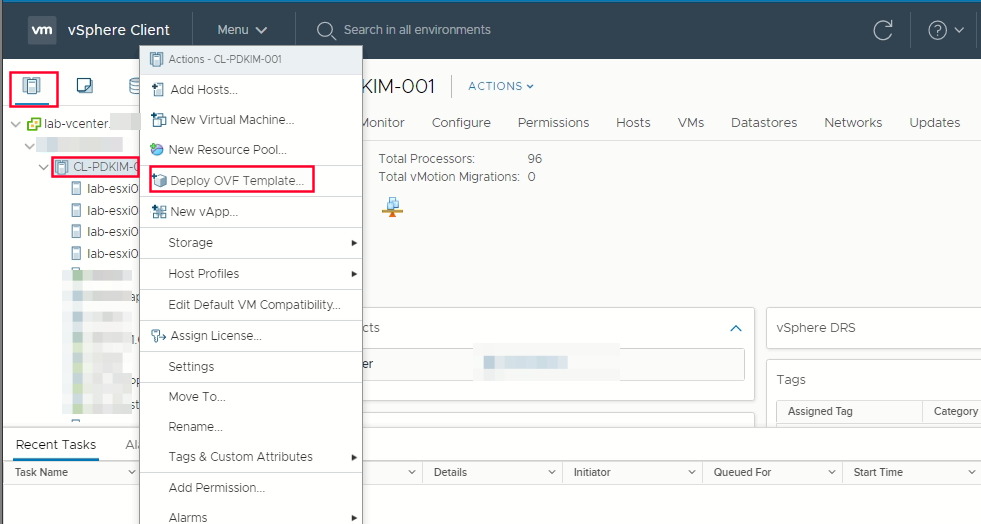 vm vSphere Client Menu Search in all environments
Actions - CL-PDKIM-001
KIM-001 ACTIONS
Add Hosts...
lab-vcenter.
New Virtual Machine...
Monitor Configure Permissions Hosts VMs Datastores Networks Updates
New Resource Pool...
Total Processors: 96
CL-PDKIM-0
Deploy OVF Template...
Total vMotion Migrations: 0
lab-esxi0
New vApp...
lab-esxi0
lab-esxi0
Storage
lab-esxi0
Host Profiles
Edit Default VM Compatibility...
cts
vSphere DRS
Assign License...
er
Settings
Tags
Move To...
Assigned Tag Category
Rename...
Recent Tasks Al
Tags & Custom Attributes
Task Name Details Initiator Queued For Start Time
Add Permission...
Alarms